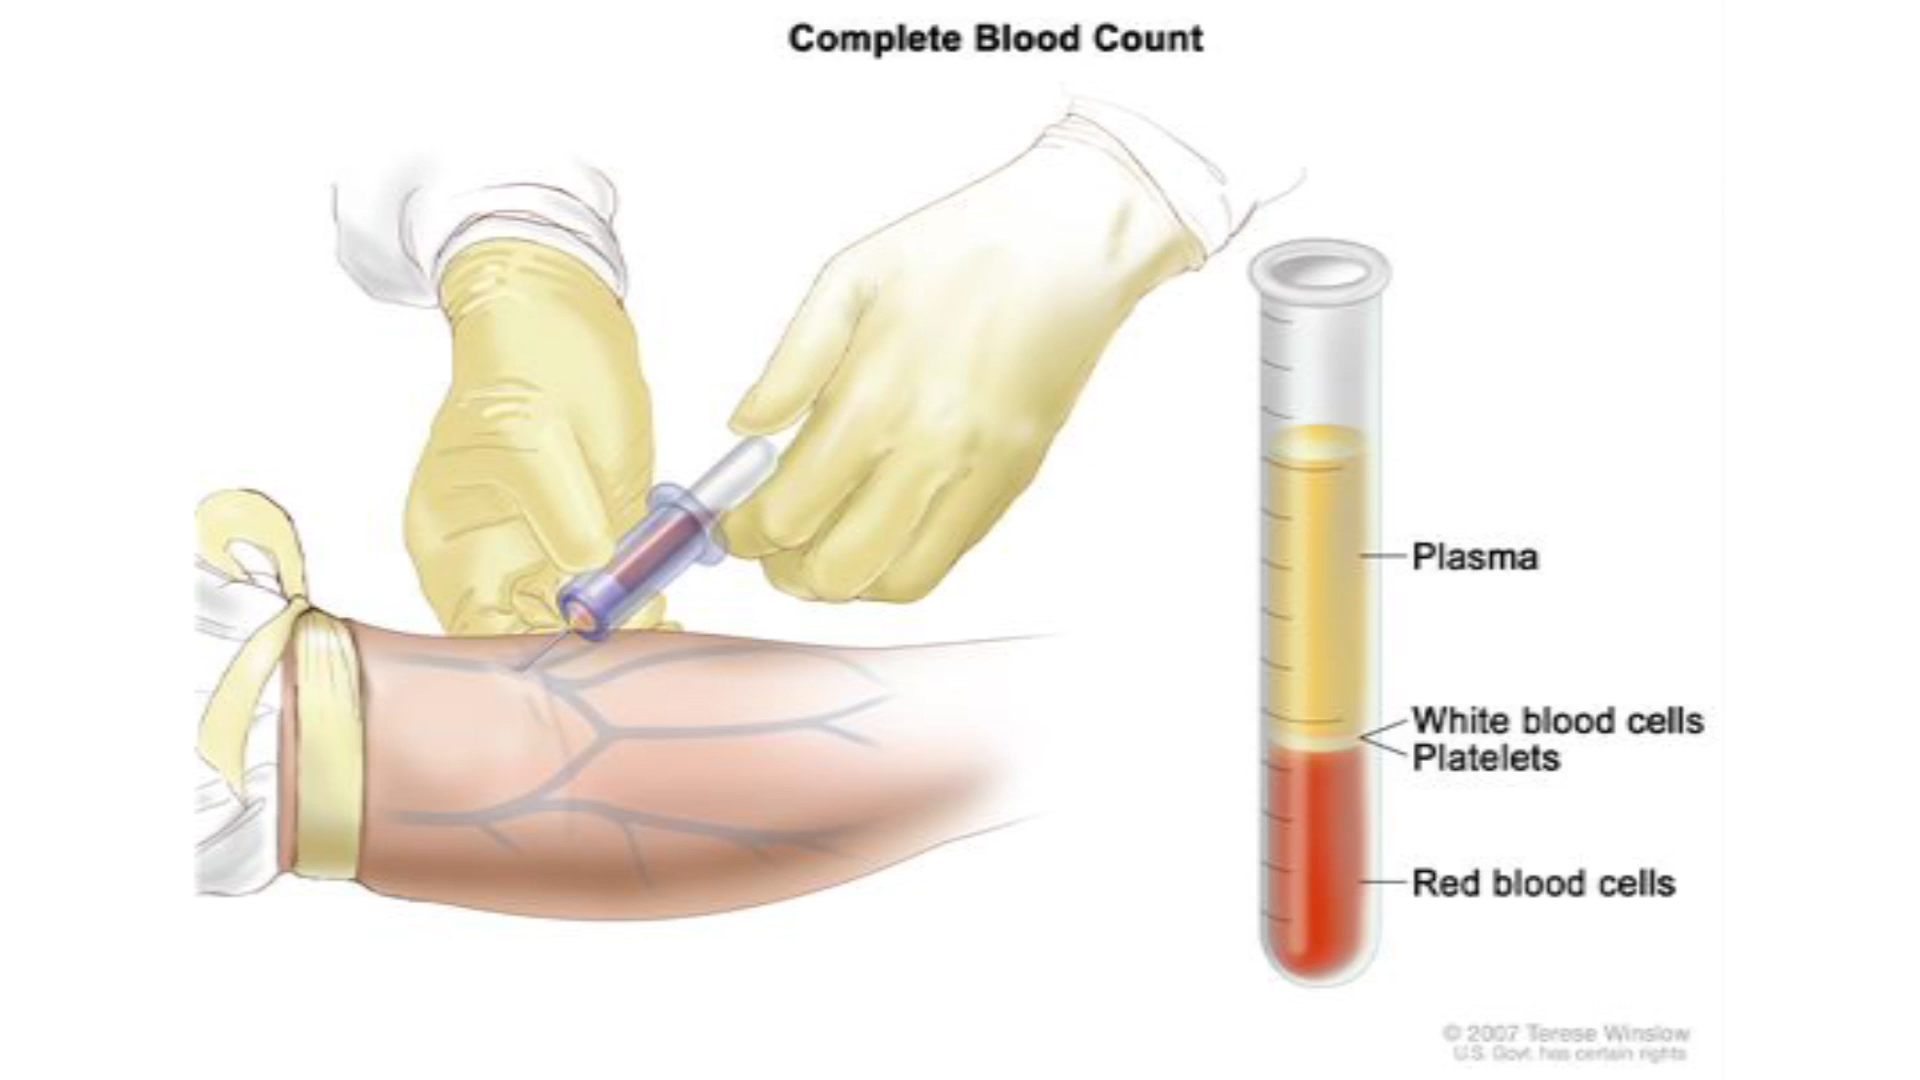 Complete Blood Count
Plasma
White blood cells
Platelets
Red blood cells
© 2007 Terese Winslow
U.S. Govt. has certain rights